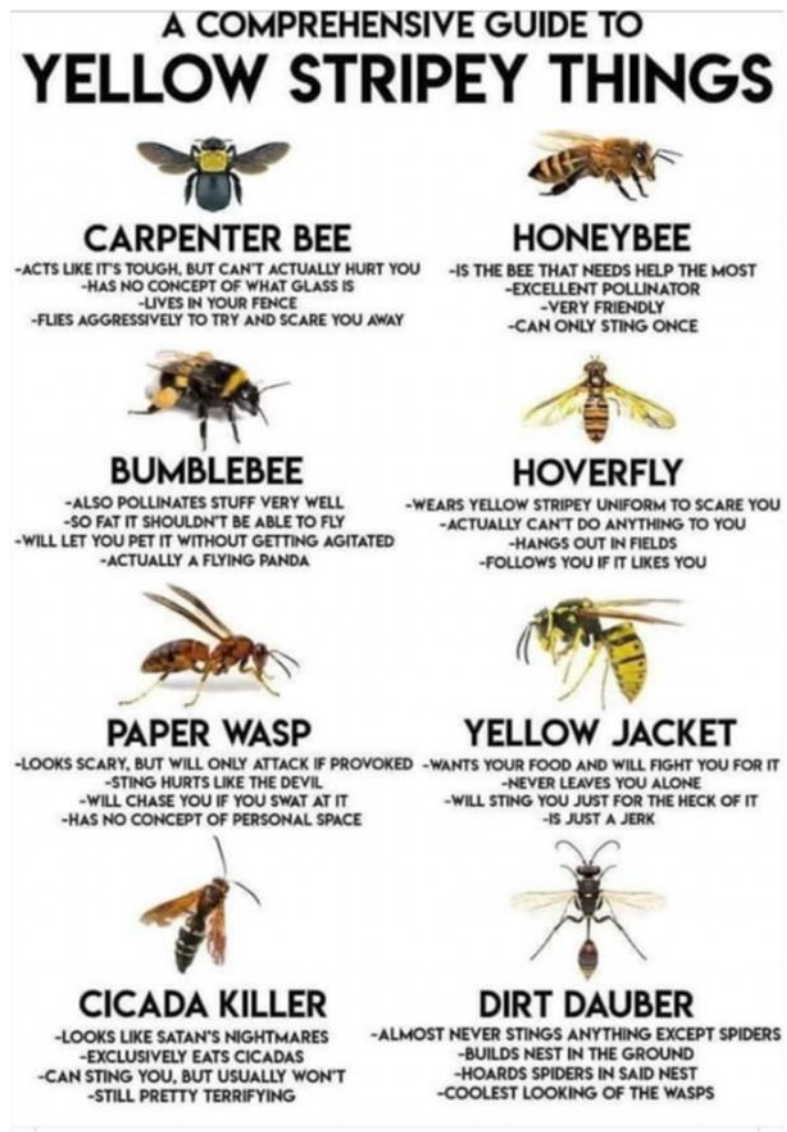 A COMPREHENSIVE GUIDE TO
YELLOW STRIPEY THINGS
CARPENTER BEE
-ACTS LIKE IT'S TOUGH, BUT CAN'T ACTUALLY HURT YOU
-HAS NO CONCEPT OF WHAT GLASS IS
-LIVES IN YOUR FENCE
-FLIES AGGRESSIVELY TO TRY AND SCARE YOU AWAY
HONEYBEE
-IS THE BEE THAT NEEDS HELP THE MOST
-EXCELLENT POLLINATOR
-VERY FRIENDLY
-CAN ONLY STING ONCE
BUMBLEBEE
-ALSO POLLINATES STUFF VERY WELL
-SO FAT IT SHOULDN'T BE ABLE TO FLY
-WILL LET YOU PET IT WITHOUT GETTING AGITATED
-ACTUALLY A FLYING PANDA
HOVERFLY
-WEARS YELLOW STRIPEY UNIFORM TO SCARE YOU
-ACTUALLY CAN'T DO ANYTHING TO YOU
-HANGS OUT IN FIELDS
-FOLLOWS YOU IF IT LIKES YOU
PAPER WASP
-LOOKS SCARY, BUT WILL ONLY ATTACK IF PROVOKED
-STING HURTS LIKE THE DEVIL
-WILL CHASE YOU IF YOU SWAT AT IT
-HAS NO CONCEPT OF PERSONAL SPACE
YELLOW JACKET
-WANTS YOUR FOOD AND WILL FIGHT YOU FOR IT
-NEVER LEAVES YOU ALONE
-WILL STING YOU JUST FOR THE HECK OF IT
-IS JUST A JERK
CICADA KILLER
-LOOKS LIKE SATAN'S NIGHTMARES
-EXCLUSIVELY EATS CICADAS
-CAN STING YOU, BUT USUALLY WON'T
-STILL PRETTY TERRIFYING
DIRT DAUBER
-ALMOST NEVER STINGS ANYTHING EXCEPT SPIDERS
-BUILDS NEST IN THE GROUND
-HOARDS SPIDERS IN SAID NEST
-COOLEST LOOKING OF THE WASPS